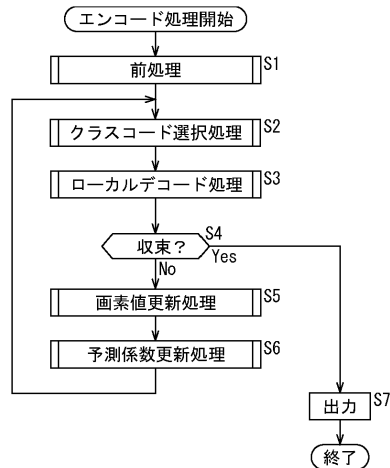 エンコード処理開始
前処理 S1
クラスコード選択処理 S2
ローカルデコード処理 S3
収束? S4
Yes
No
画素値更新処理 S5
予測係数更新処理 S6
出力 S7
終了